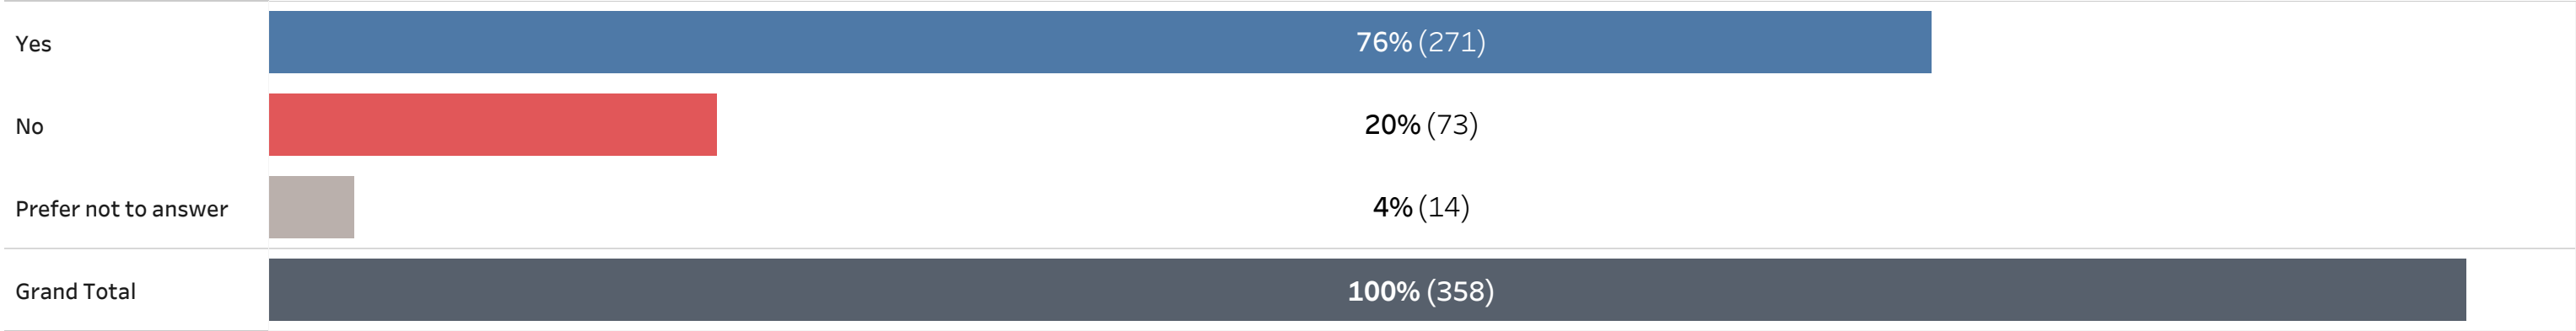 Yes 76% (271)
No 20% (73)
Prefer not to answer 4% (14)
Grand Total 100% (358)